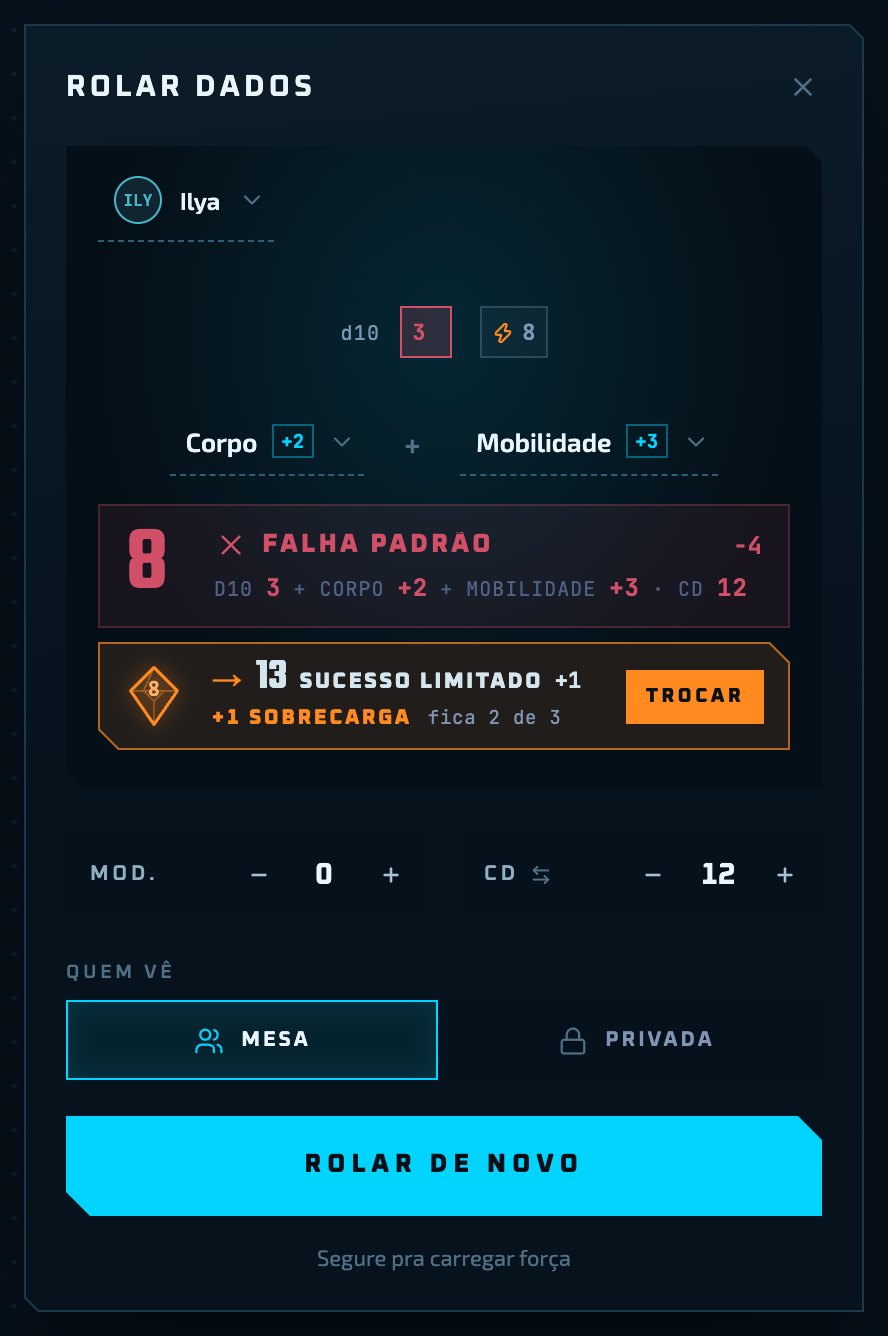 ROLAR DADOS
ILY Ilya
d10 3 8
Corpo +2 + Mobilidade +3
8 FALHA PADRÃO -4
D10 3 + CORPO +2 + MOBILIDADE +3 · CD 12
8 → 13 SUCESSO LIMITADO +1
+1 SOBRECARGA fica 2 de 3
TROCAR
MOD. − 0 +
CD − 12 +
QUEM VÊ
MESA
PRIVADA
ROLAR DE NOVO
Segure pra carregar força